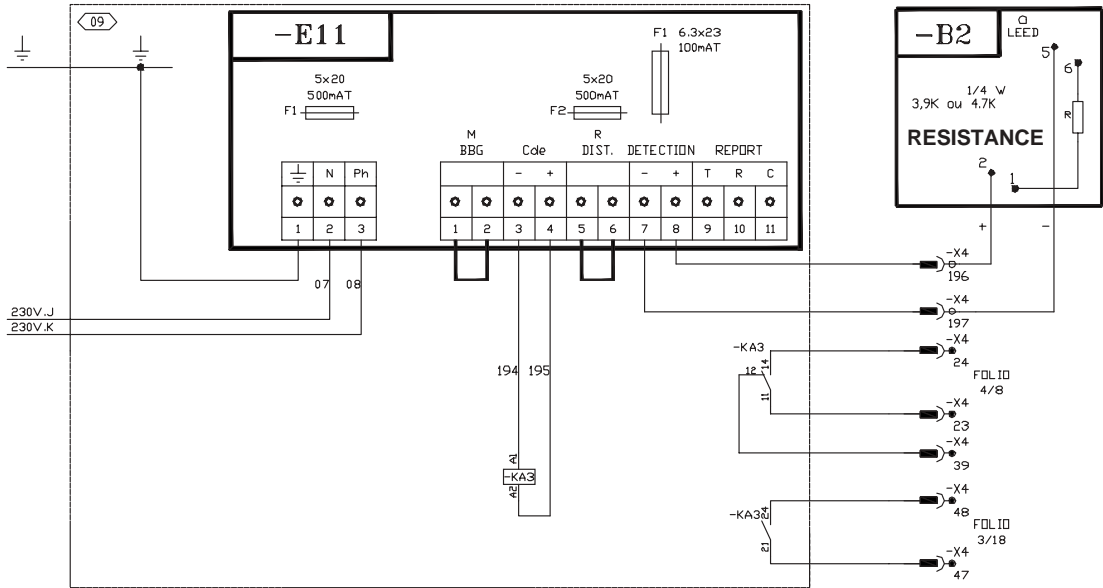 09
-E11
F1 6.3x23
100mAT
5x20
500mAT
F1
5x20
500mAT
F2
M
BBG
Cde
R
DIST.
DETECTION
REPORT
N Ph
- + - + T R C
1 2 3
1 2 3 4 5 6 7 8 9 10 11
07 08
230V.J
230V.K
194 195
A1
-KA3
A2
-B2
LEED
5
6
1/4 W
3,9K ou 4.7K
R
RESISTANCE
2
1
+ -
-X4
196
-X4
197
-KA3
14
12
11
-X4
24
FOLIO
4/8
-X4
23
-X4
39
-KA3
24
21
-X4
48
FOLIO
3/18
-X4
47